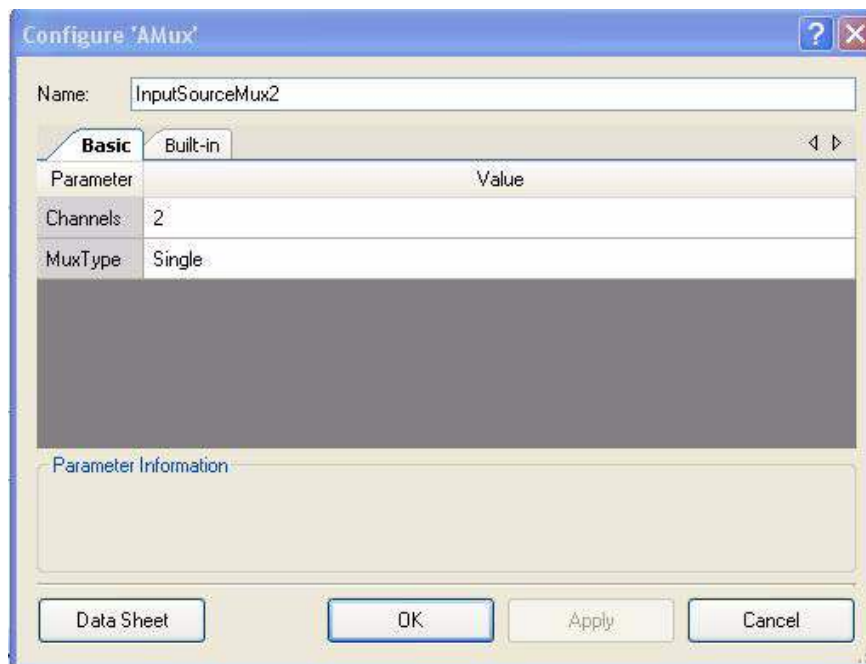 Configure 'AMux'
Name: InputSourceMux2
Basic Built-in
Parameter Value
Channels 2
MuxType Single
Parameter Information
Data Sheet OK Apply Cancel